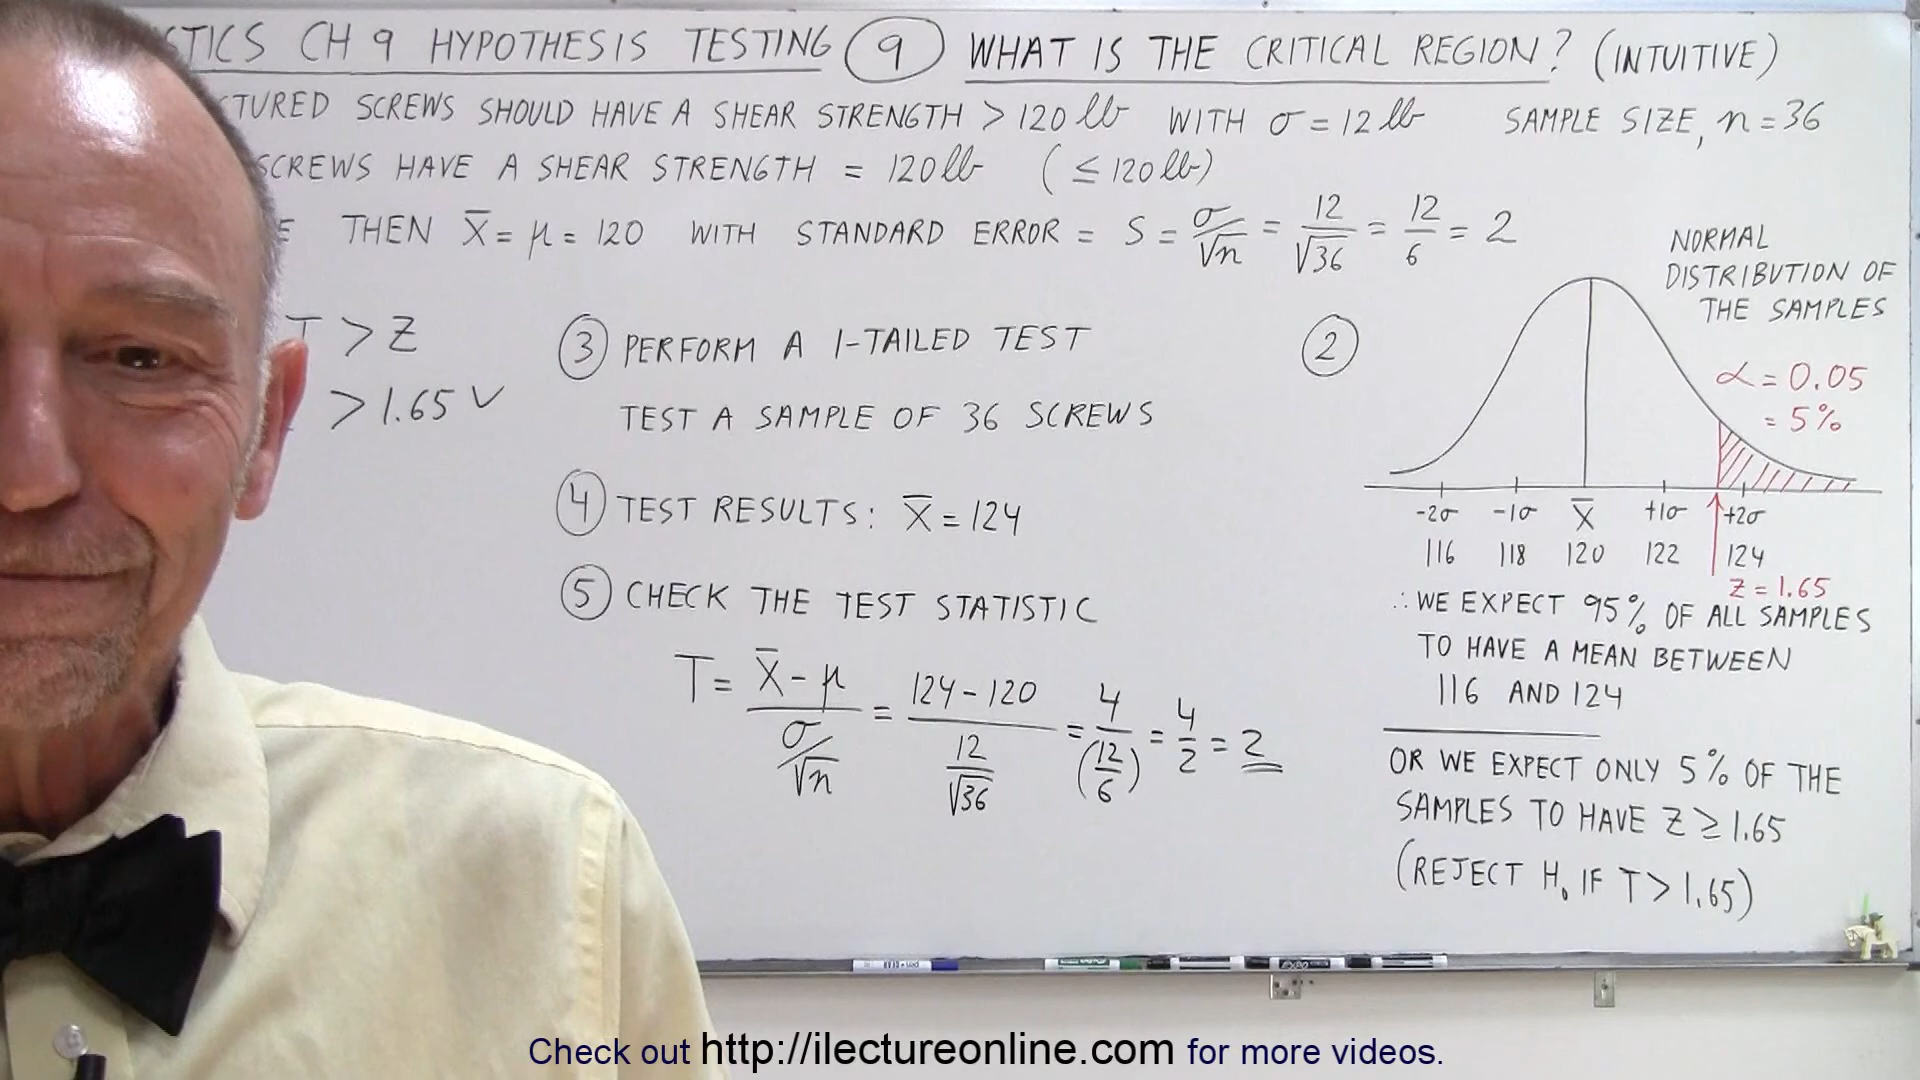 STICS CH 9 HYPOTHESIS TESTING 9 WHAT IS THE CRITICAL REGION? (INTUITIVE)
CTURED SCREWS SHOULD HAVE A SHEAR STRENGTH > 120 lb WITH σ = 12 lb SAMPLE SIZE, n = 36
SCREWS HAVE A SHEAR STRENGTH = 120 lb (≤ 120 lb)
E THEN X̄ = μ = 120 WITH STANDARD ERROR = S = σ/√n = 12/√36 = 12/6 = 2
T > Z
> 1.65 ✓
3 PERFORM A 1-TAILED TEST
TEST A SAMPLE OF 36 SCREWS
4 TEST RESULTS: X̄ = 124
5 CHECK THE TEST STATISTIC
T = (X̄ - μ)/(σ/√n) = (124 - 120)/(12/√36) = 4/(12/6) = 4/2 = 2
2
NORMAL
DISTRIBUTION OF
THE SAMPLES
α = 0.05
= 5%
-2σ -1σ X̄ +1σ +2σ
116 118 120 122 124
Z = 1.65
∴ WE EXPECT 95% OF ALL SAMPLES
TO HAVE A MEAN BETWEEN
116 AND 124
OR WE EXPECT ONLY 5% OF THE
SAMPLES TO HAVE Z ≥ 1.65
(REJECT H₀ IF T > 1.65)
EXPO
Check out http://ilectureonline.com for more videos.